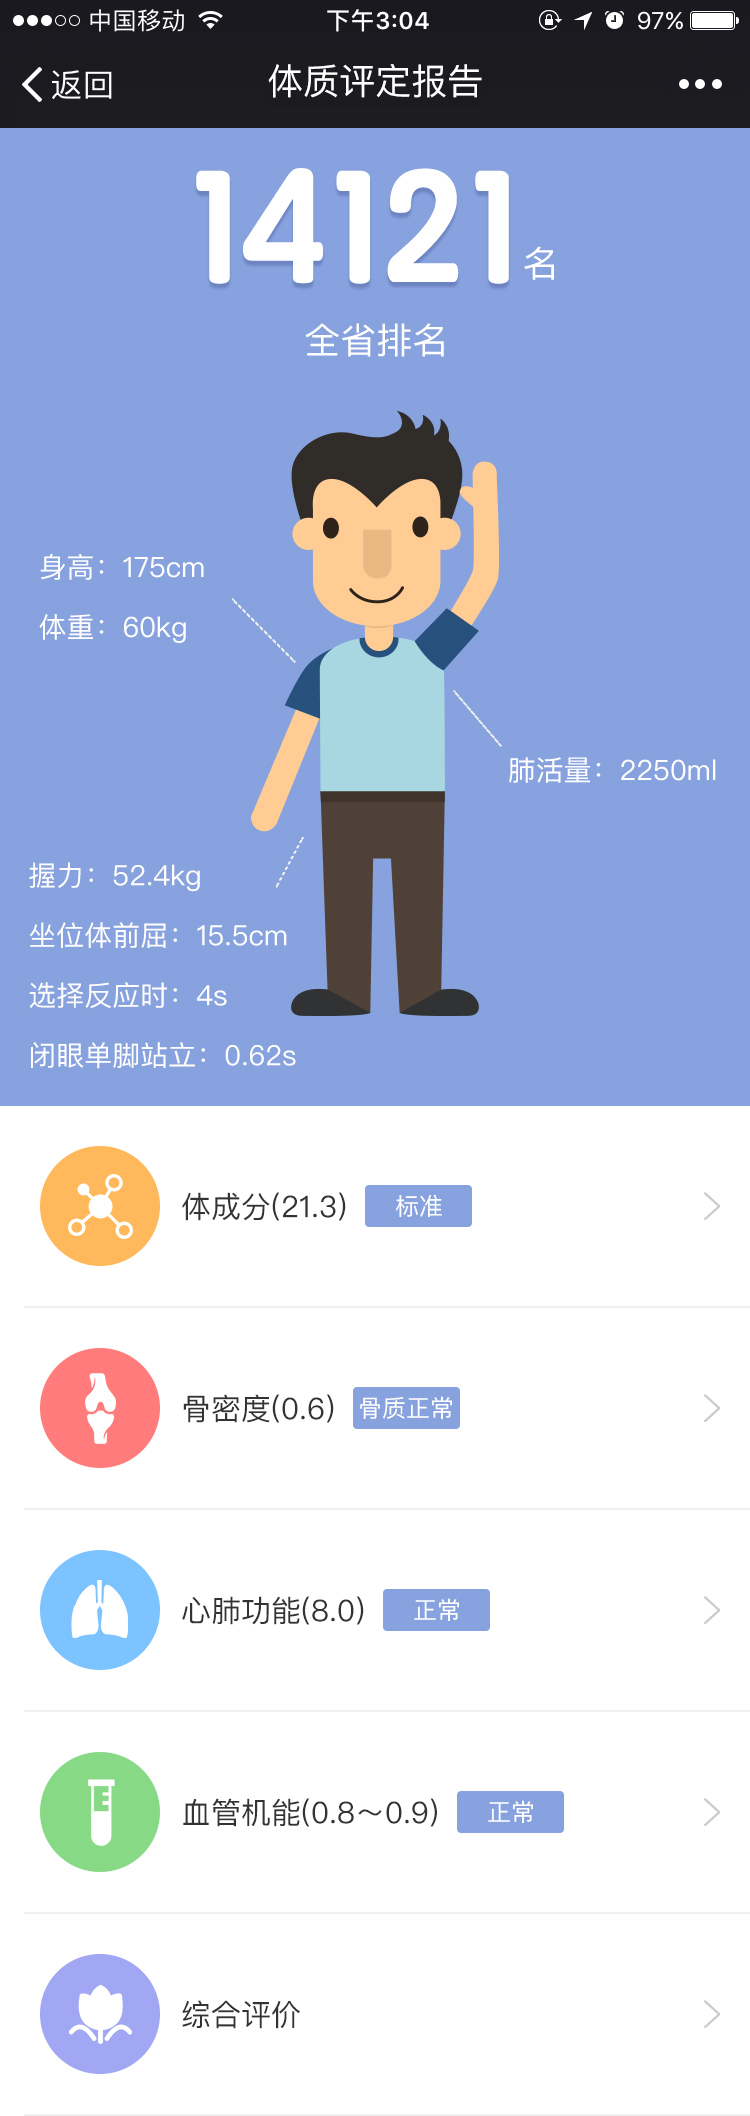 中国移动 下午3:04 97%
返回 体质评定报告
14121名
全省排名
身高：175cm
体重：60kg
肺活量：2250ml
握力：52.4kg
坐位体前屈：15.5cm
选择反应时：4s
闭眼单脚站立：0.62s
体成分(21.3) 标准
骨密度(0.6) 骨质正常
心肺功能(8.0) 正常
血管机能(0.8～0.9) 正常
综合评价